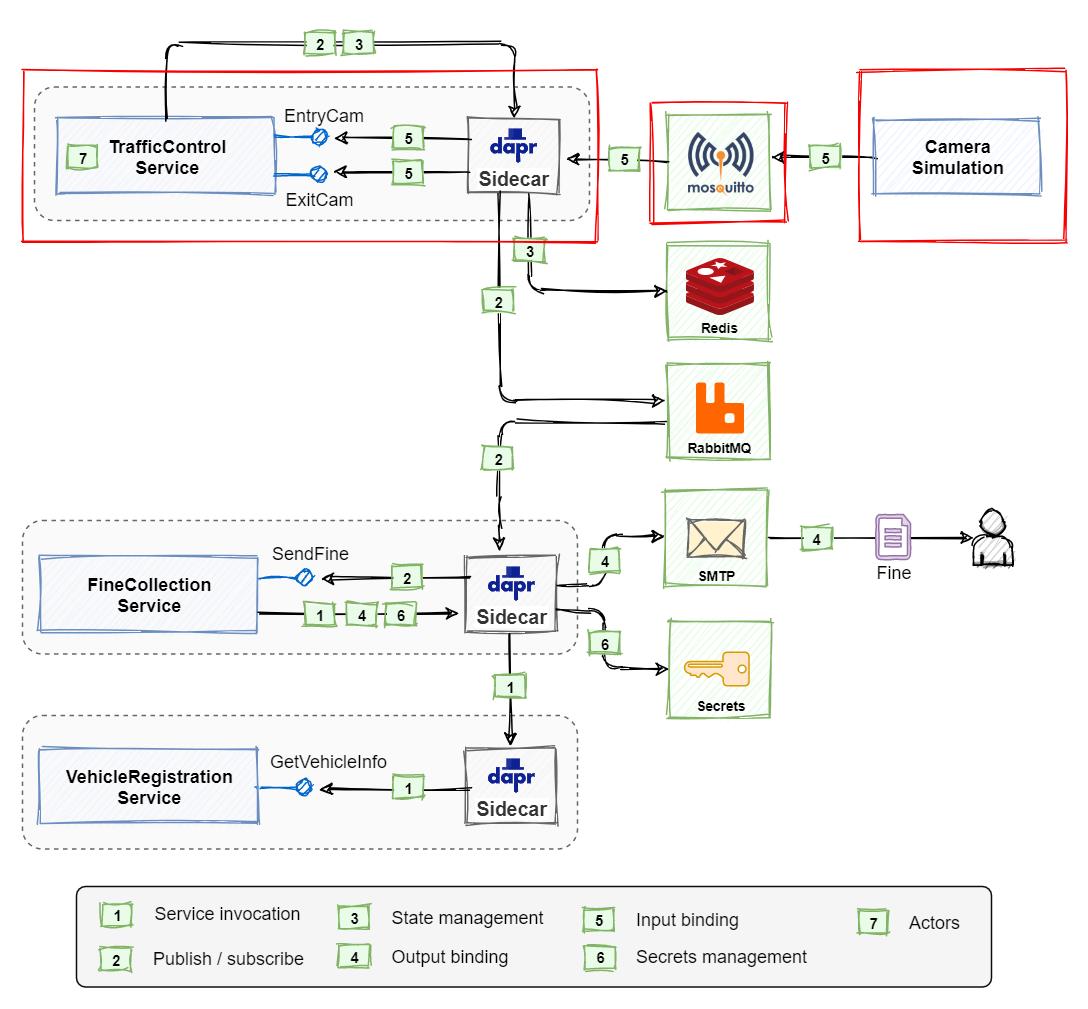 2 3
EntryCam
TrafficControl
Service
7
5
5
ExitCam
dapr
Sidecar
5
mosquitto
5
Camera
Simulation
3
2
Redis
RabbitMQ
2
SendFine
FineCollection
Service
2
1 4 6
dapr
Sidecar
4
SMTP
4
Fine
6
Secrets
1
GetVehicleInfo
VehicleRegistration
Service
1
dapr
Sidecar
1 Service invocation
3 State management
5 Input binding
7 Actors
2 Publish / subscribe
4 Output binding
6 Secrets management